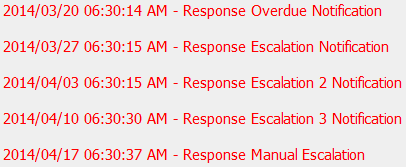 2014/03/20 06:30:14 AM - Response Overdue Notification
2014/03/27 06:30:15 AM - Response Escalation Notification
2014/04/03 06:30:15 AM - Response Escalation 2 Notification
2014/04/10 06:30:30 AM - Response Escalation 3 Notification
2014/04/17 06:30:37 AM - Response Manual Escalation